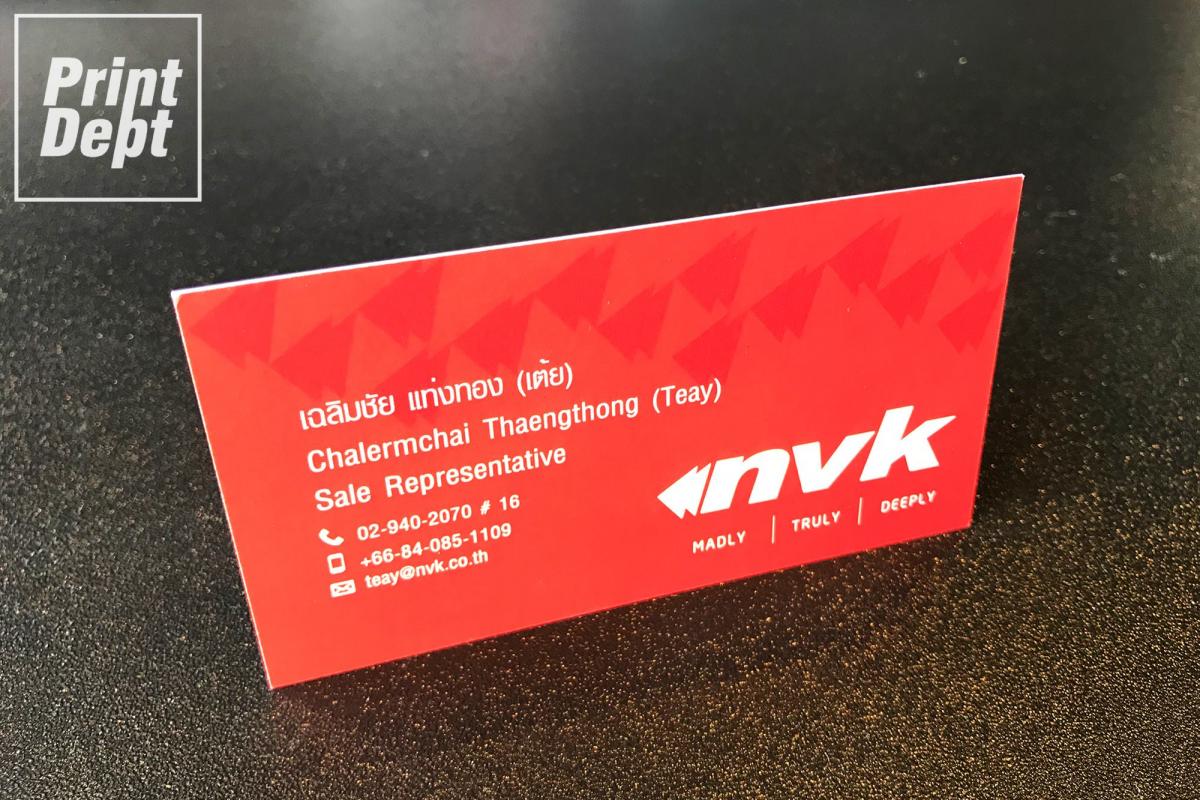 Print
Dept
เฉลิมชัย แท่งทอง (เต้ย)
Chalermchai Thaengthong (Teay)
Sale Representative
02-940-2070 # 16
+66-84-085-1109
teay@nvk.co.th
nvk
MADLY | TRULY | DEEPLY